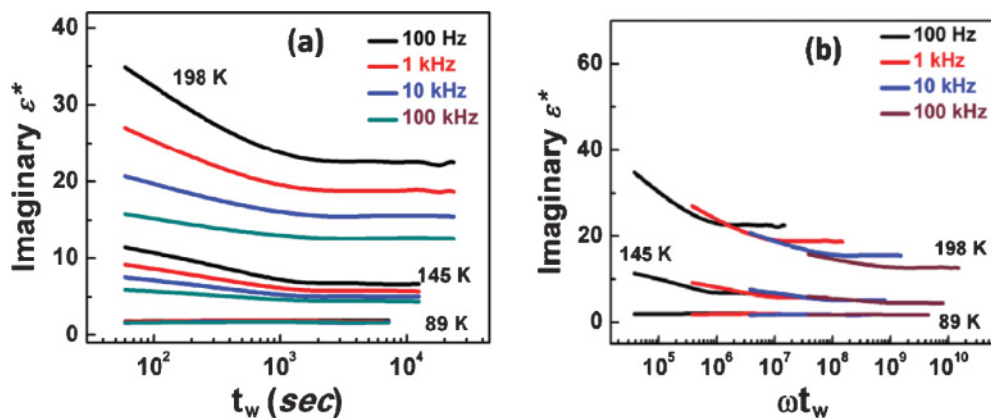 (a)
40
30
20
10
0
Imaginary ε*
198 K
145 K
89 K
100 Hz
1 kHz
10 kHz
100 kHz
10²
10³
10⁴
t_w (sec)
(b)
60
40
20
0
Imaginary ε*
145 K
198 K
89 K
100 Hz
1 kHz
10 kHz
100 kHz
10⁵
10⁶
10⁷
10⁸
10⁹
10¹⁰
ωt_w